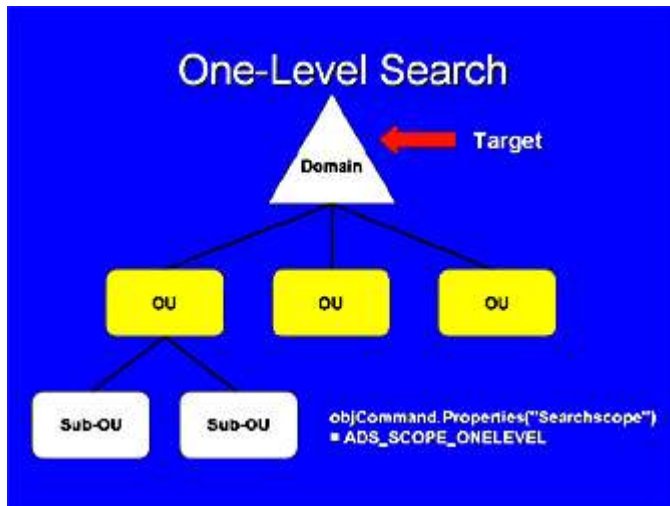 One-Level Search
Target
Domain
OU
OU
OU
Sub-OU
Sub-OU
objCommand.Properties("Searchscope")
= ADS_SCOPE_ONELEVEL